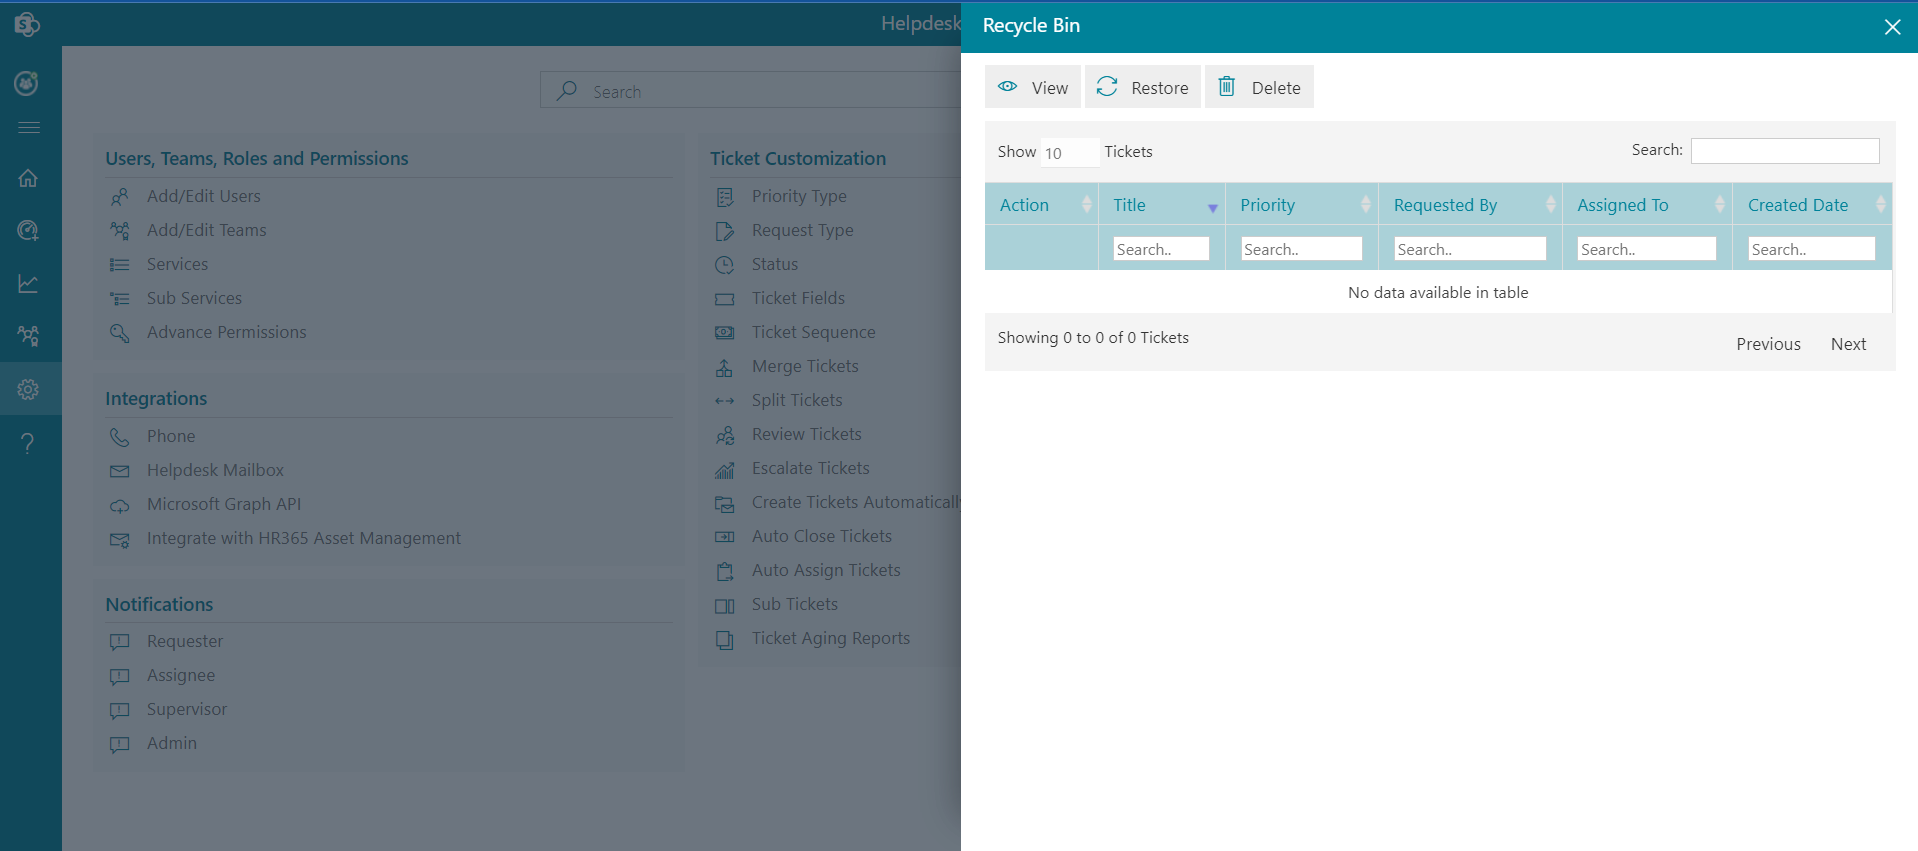 Helpdesk
Search
Users, Teams, Roles and Permissions
Add/Edit Users
Add/Edit Teams
Services
Sub Services
Advance Permissions
Integrations
Phone
Helpdesk Mailbox
Microsoft Graph API
Integrate with HR365 Asset Management
Notifications
Requester
Assignee
Supervisor
Admin
Ticket Customization
Priority Type
Request Type
Status
Ticket Fields
Ticket Sequence
Merge Tickets
Split Tickets
Review Tickets
Escalate Tickets
Create Tickets Automatically
Auto Close Tickets
Auto Assign Tickets
Sub Tickets
Ticket Aging Reports
Recycle Bin
View Restore Delete
Show 10 Tickets Search:
Action Title Priority Requested By Assigned To Created Date
Search.. Search.. Search.. Search.. Search..
No data available in table
Showing 0 to 0 of 0 Tickets
Previous Next